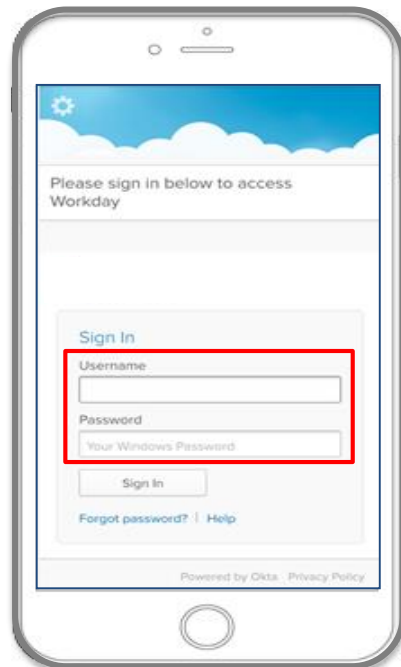 Please sign in below to access
Workday
Sign In
Username
Password
Your Windows Password
Sign In
Forgot password? | Help
Powered by Okta Privacy Policy